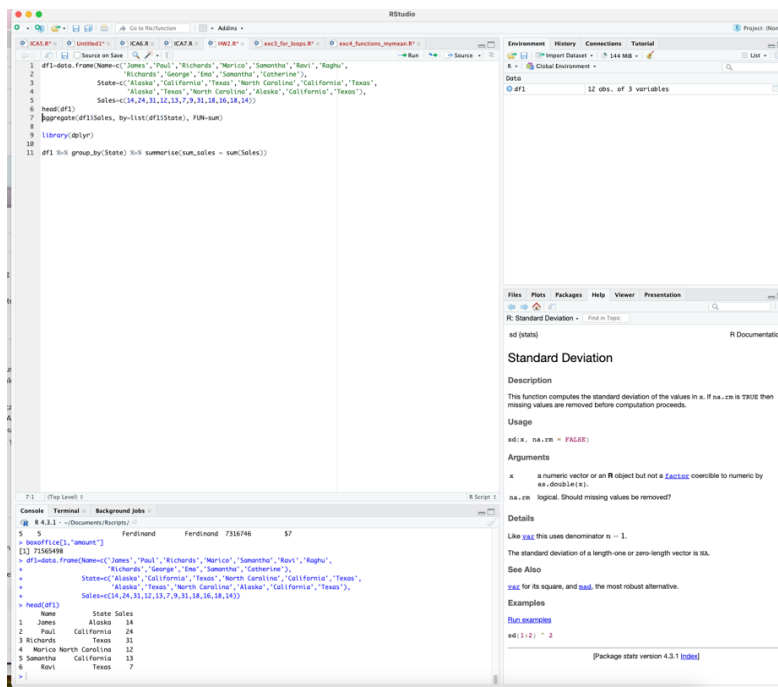 RStudio
Go to file/function
Addins
Project: (Non
ICA5.R*
Untitled1*
ICA6.R
ICA7.R
HW2.R*
exc3_for_loops.R*
exc4_functions_mymean.R*
Source on Save
Run
Source
1 df1=data.frame(Name=c('James','Paul','Richards','Marico','Samantha','Ravi','Raghu',
2 'Richards','George','Ema','Samantha','Catherine'),
3 State=c('Alaska','California','Texas','North Carolina','California','Texas',
4 'Alaska','Texas','North Carolina','Alaska','California','Texas'),
5 Sales=c(14,24,31,12,13,7,9,31,18,16,18,14))
6 head(df1)
7 aggregate(df1$Sales, by=list(df1$State), FUN=sum)
8
9 library(dplyr)
10
11 df1 %>% group_by(State) %>% summarise(sum_sales = sum(Sales))
7:1 (Top Level)
R Script
Console Terminal Background Jobs
R 4.3.1 · ~/Documents/Rscripts/
5 5 Ferdinand Ferdinand 7316746 $7
> boxoffice[1,"amount"]
[1] 71565498
> df1=data.frame(Name=c('James','Paul','Richards','Marico','Samantha','Ravi','Raghu',
+ 'Richards','George','Ema','Samantha','Catherine'),
+ State=c('Alaska','California','Texas','North Carolina','California','Texas',
+ 'Alaska','Texas','North Carolina','Alaska','California','Texas'),
+ Sales=c(14,24,31,12,13,7,9,31,18,16,18,14))
> head(df1)
Name State Sales
1 James Alaska 14
2 Paul California 24
3 Richards Texas 31
4 Marico North Carolina 12
5 Samantha California 13
6 Ravi Texas 7
>
Environment History Connections Tutorial
Import Dataset
144 MiB
List
R
Global Environment
Data
df1 12 obs. of 3 variables
Files Plots Packages Help Viewer Presentation
R: Standard Deviation
Find in Topic
sd {stats}
R Documentatio
Standard Deviation
Description
This function computes the standard deviation of the values in x. If na.rm is TRUE then
missing values are removed before computation proceeds.
Usage
sd(x, na.rm = FALSE)
Arguments
x a numeric vector or an R object but not a factor coercible to numeric by
as.double(x).
na.rm logical. Should missing values be removed?
Details
Like var this uses denominator n − 1.
The standard deviation of a length-one or zero-length vector is NA.
See Also
var for its square, and mad, the most robust alternative.
Examples
Run examples
sd(1:2) ^ 2
[Package stats version 4.3.1 Index]